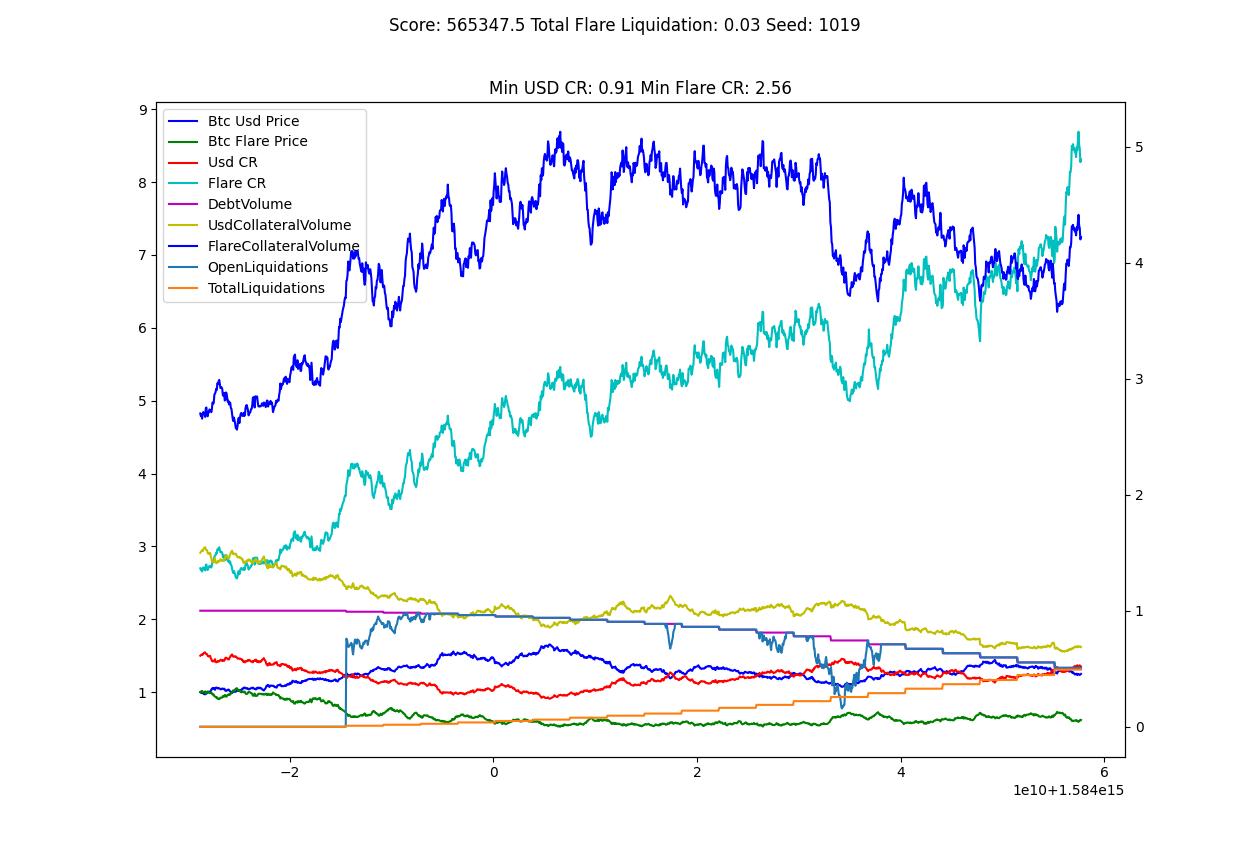 Score: 565347.5 Total Flare Liquidation: 0.03 Seed: 1019
Min USD CR: 0.91 Min Flare CR: 2.56
Btc Usd Price
Btc Flare Price
Usd CR
Flare CR
DebtVolume
UsdCollateralVolume
FlareCollateralVolume
OpenLiquidations
TotalLiquidations
9
8
7
6
5
4
3
2
1
5
4
3
2
1
0
−2
0
2
4
6
1e10+1.584e15